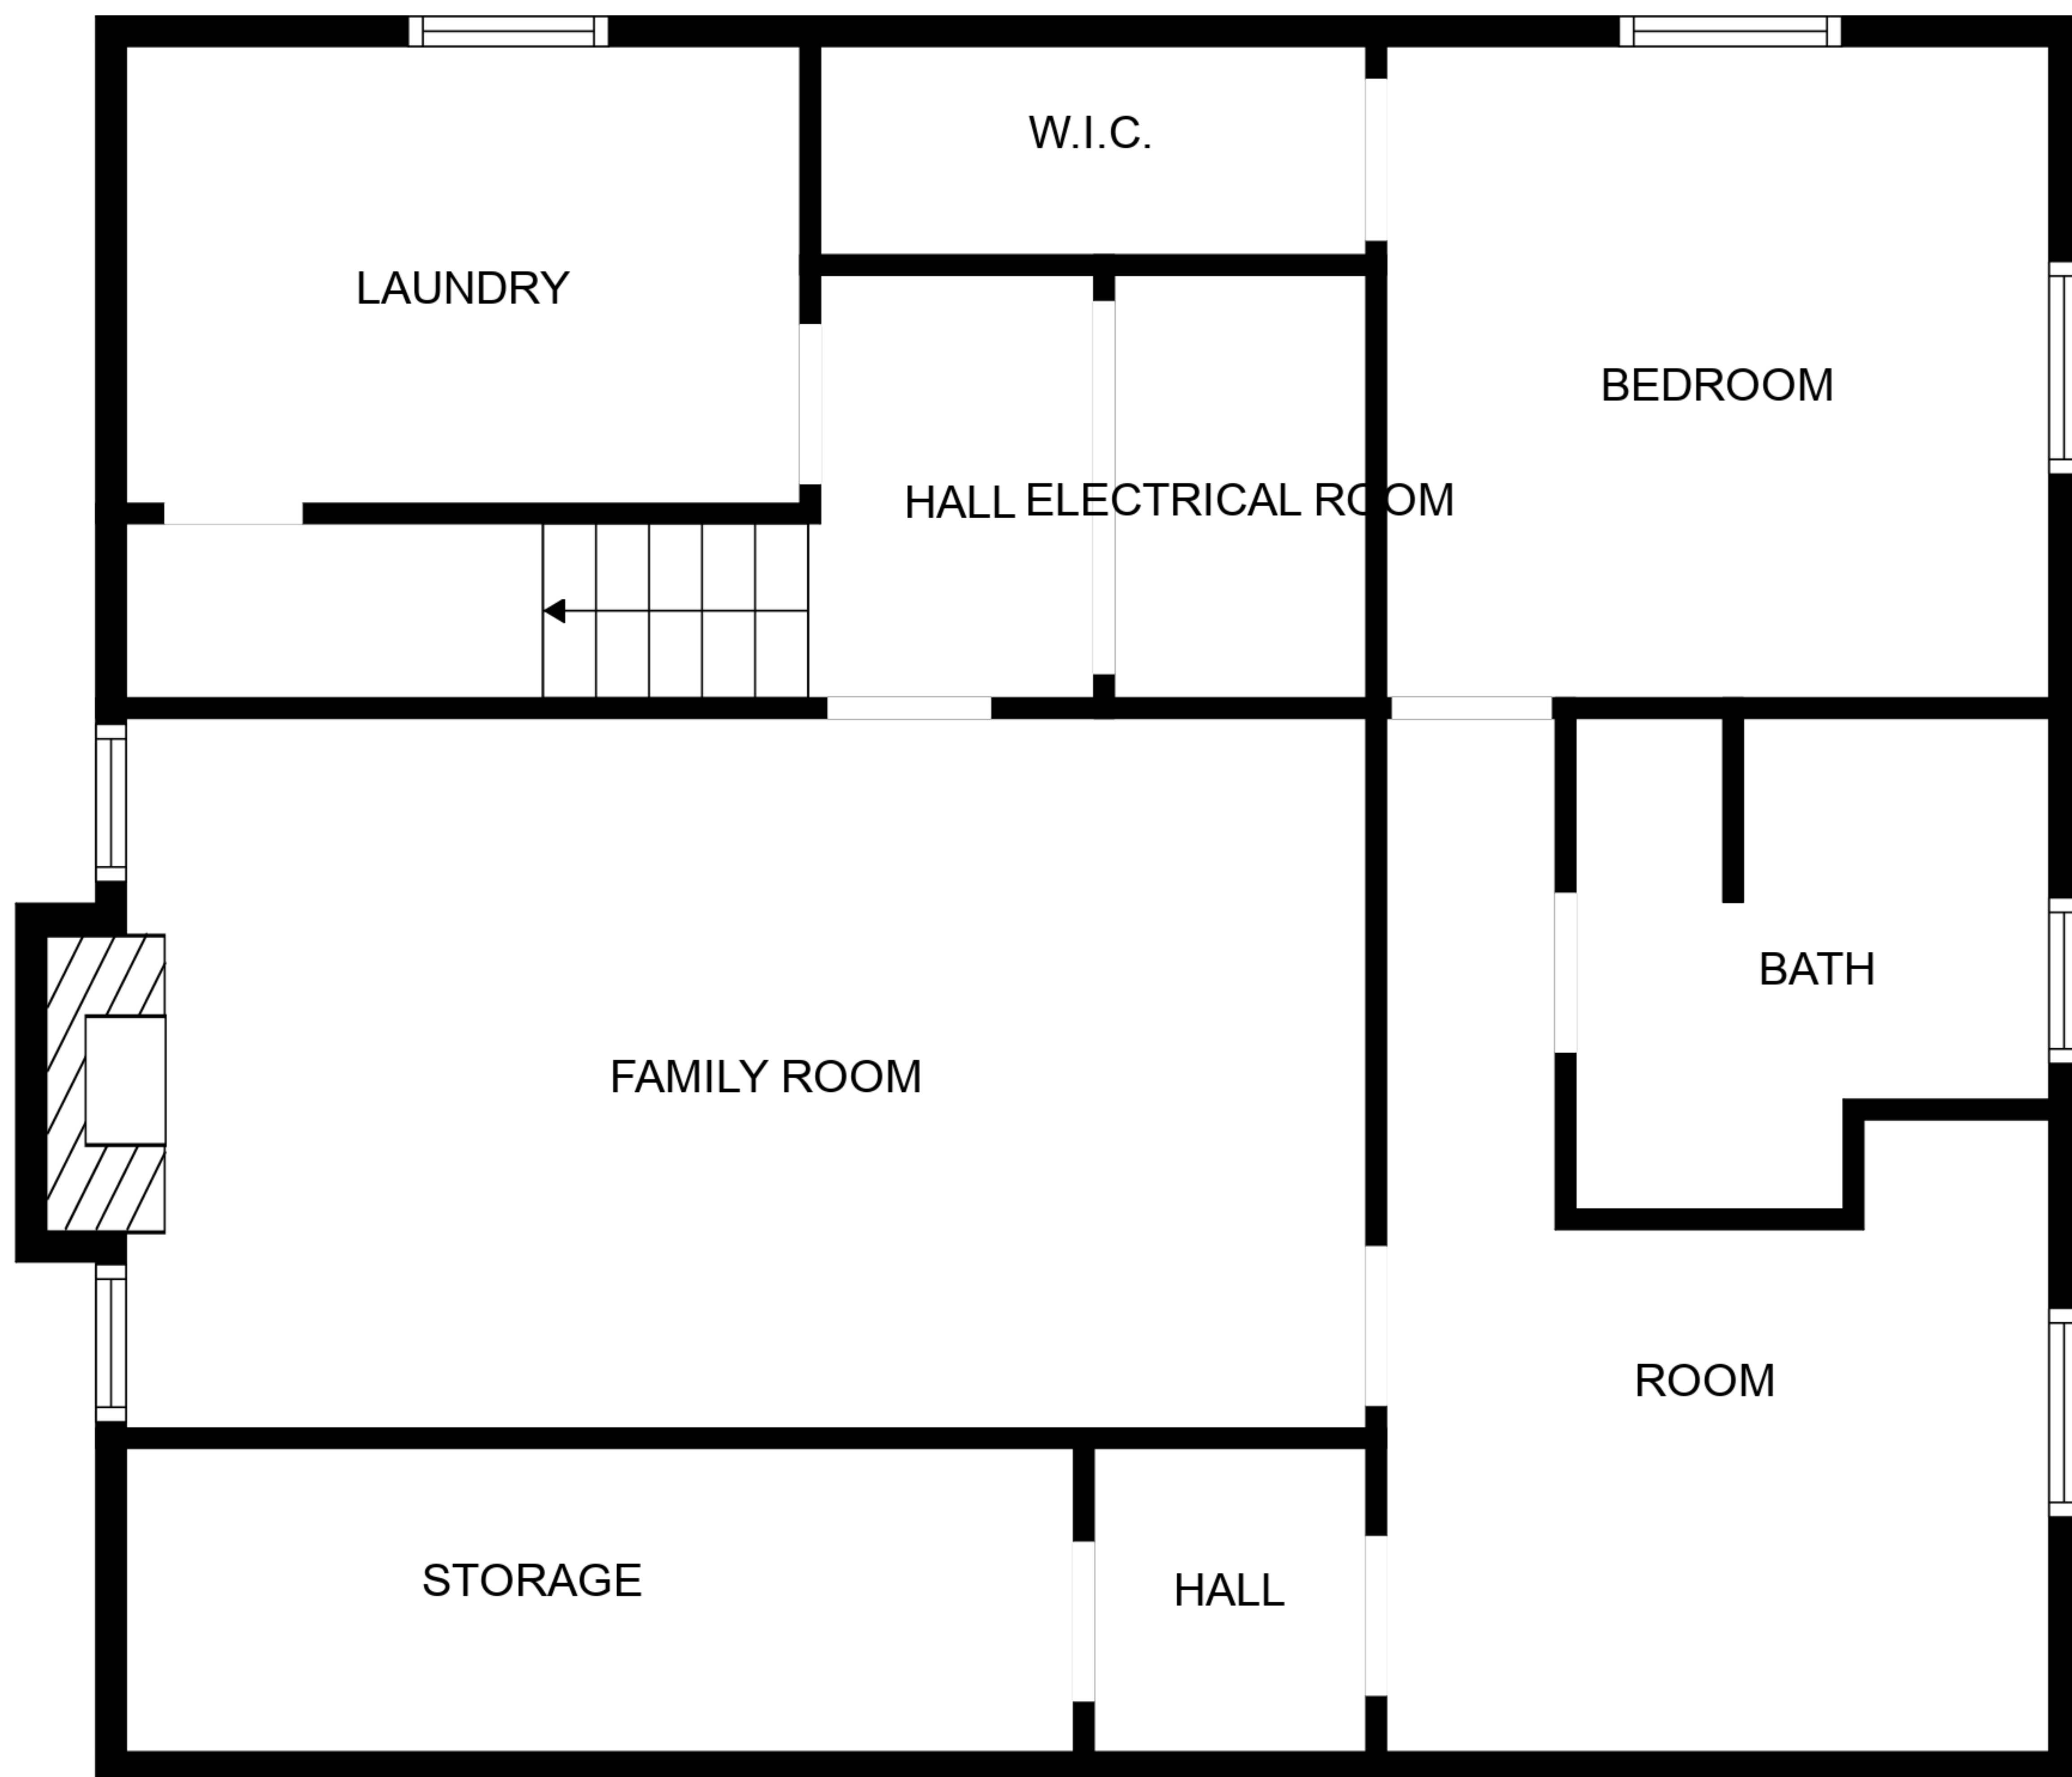 W.I.C.
LAUNDRY
BEDROOM
HALL
ELECTRICAL ROOM
BATH
FAMILY ROOM
ROOM
STORAGE
HALL